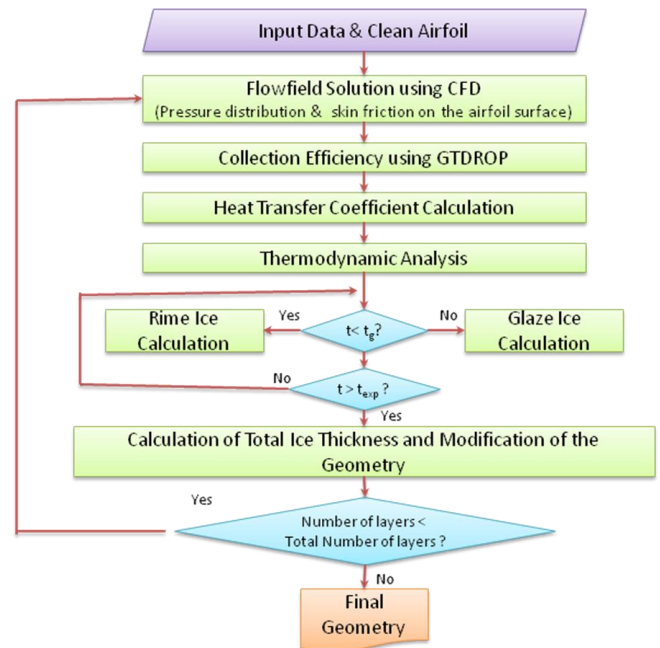 Input Data & Clean Airfoil
Flowfield Solution using CFD
(Pressure distribution & skin friction on the airfoil surface)
Collection Efficiency using GTDROP
Heat Transfer Coefficient Calculation
Thermodynamic Analysis
Rime Ice
Calculation
Yes
t< tg?
No
Glaze Ice
Calculation
No
t > texp ?
Yes
Calculation of Total Ice Thickness and Modification of the
Geometry
Yes
Number of layers <
Total Number of layers ?
No
Final
Geometry